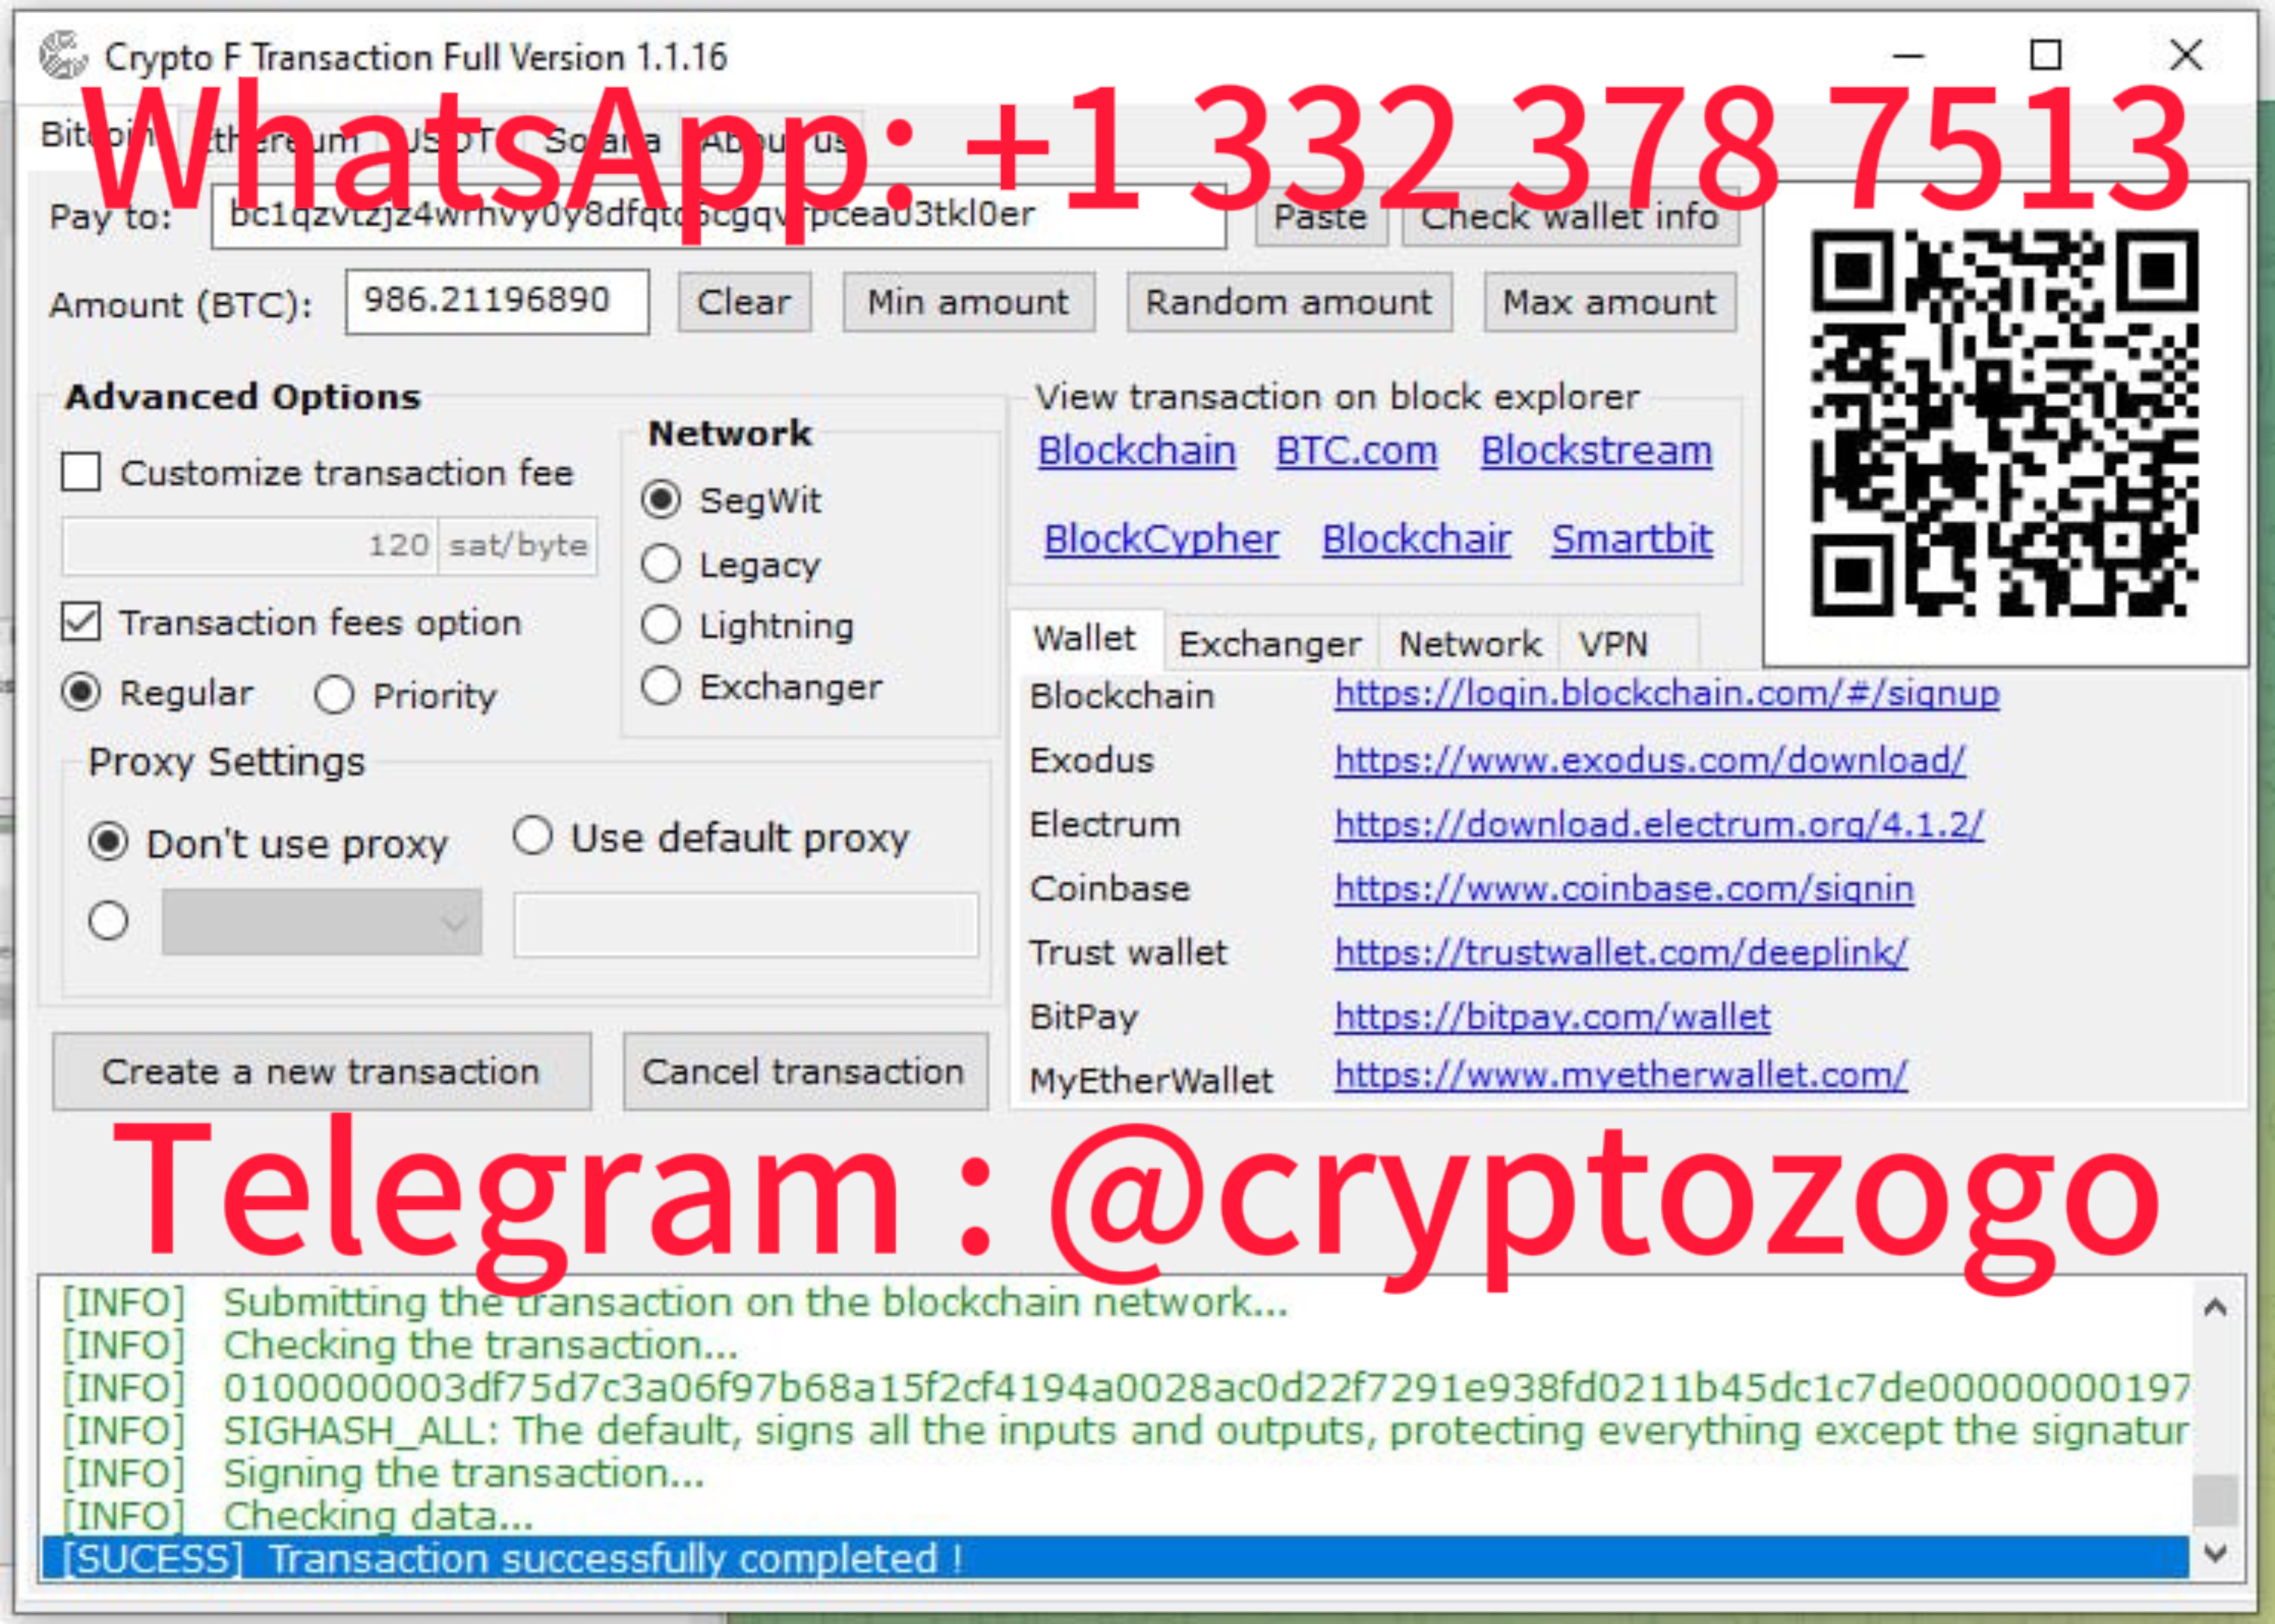 Crypto F Transaction Full Version 1.1.16
WhatsApp: +1 332 378 7513
Bitcoin Ethereum USDT Solana About us
Pay to: Paste Check wallet info
Amount (BTC): 986.21196890 Clear Min amount Random amount Max amount
Advanced Options
Network
View transaction on block explorer
Customize transaction fee
120 sat/byte
Transaction fees option
Regular Priority
SegWit
Legacy
Lightning
Exchanger
Blockchain BTC.com Blockstream
BlockCypher Blockchair Smartbit
Proxy Settings
Don't use proxy Use default proxy
Wallet Exchanger Network VPN
Blockchain https://login.blockchain.com/#/signup
Exodus https://www.exodus.com/download/
Electrum https://download.electrum.org/4.1.2/
Coinbase https://www.coinbase.com/signin
Trust wallet https://trustwallet.com/deeplink/
BitPay https://bitpay.com/wallet
MyEtherWallet https://www.myetherwallet.com/
Create a new transaction Cancel transaction
Telegram : @cryptozogo
[INFO] Submitting the transaction on the blockchain network...
[INFO] Checking the transaction...
[INFO] 0100000003df75d7c3a06f97b68a15f2cf4194a0028ac0d22f7291e938fd0211b45dc1c7de00000000197
[INFO] SIGHASH_ALL: The default, signs all the inputs and outputs, protecting everything except the signatur
[INFO] Signing the transaction...
[INFO] Checking data...
[SUCESS] Transaction successfully completed !